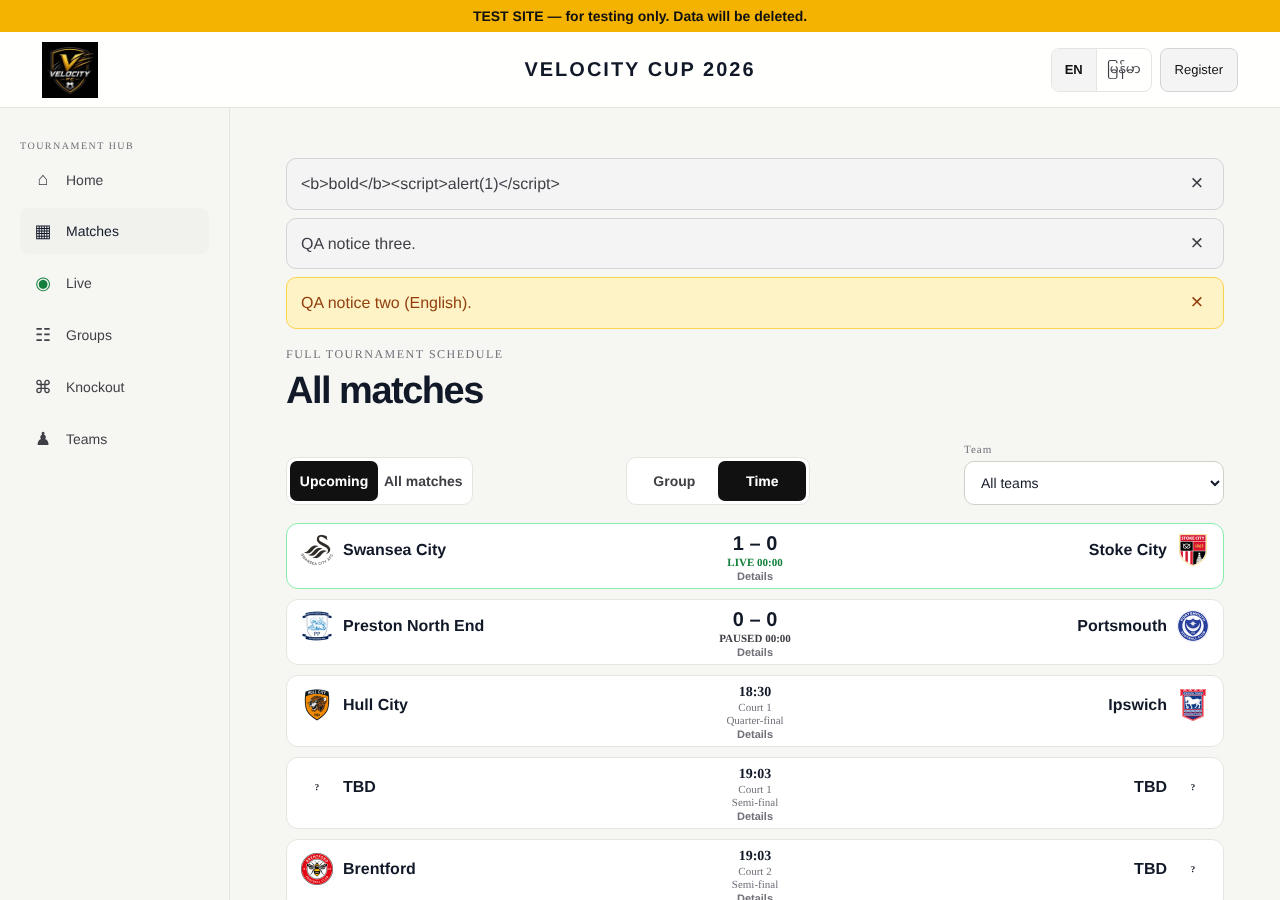 TEST SITE — for testing only. Data will be deleted.
VELOCITY
VELOCITY CUP 2026
EN
မြန်မာ
Register
TOURNAMENT HUB
Home
Matches
Live
Groups
Knockout
Teams
<b>bold</b><script>alert(1)</script> ✕
QA notice three. ✕
QA notice two (English). ✕
FULL TOURNAMENT SCHEDULE
All matches
Team
Upcoming All matches
Group Time
All teams
Swansea City 1 – 0 Stoke City
LIVE 00:00
Details
Preston North End 0 – 0 Portsmouth
PAUSED 00:00
Details
18:30
Hull City Court 1 Ipswich
Quarter-final
Details
19:03
? TBD Court 1 TBD ?
Semi-final
Details
19:03
Brentford Court 2 TBD ?
Semi-final
Details